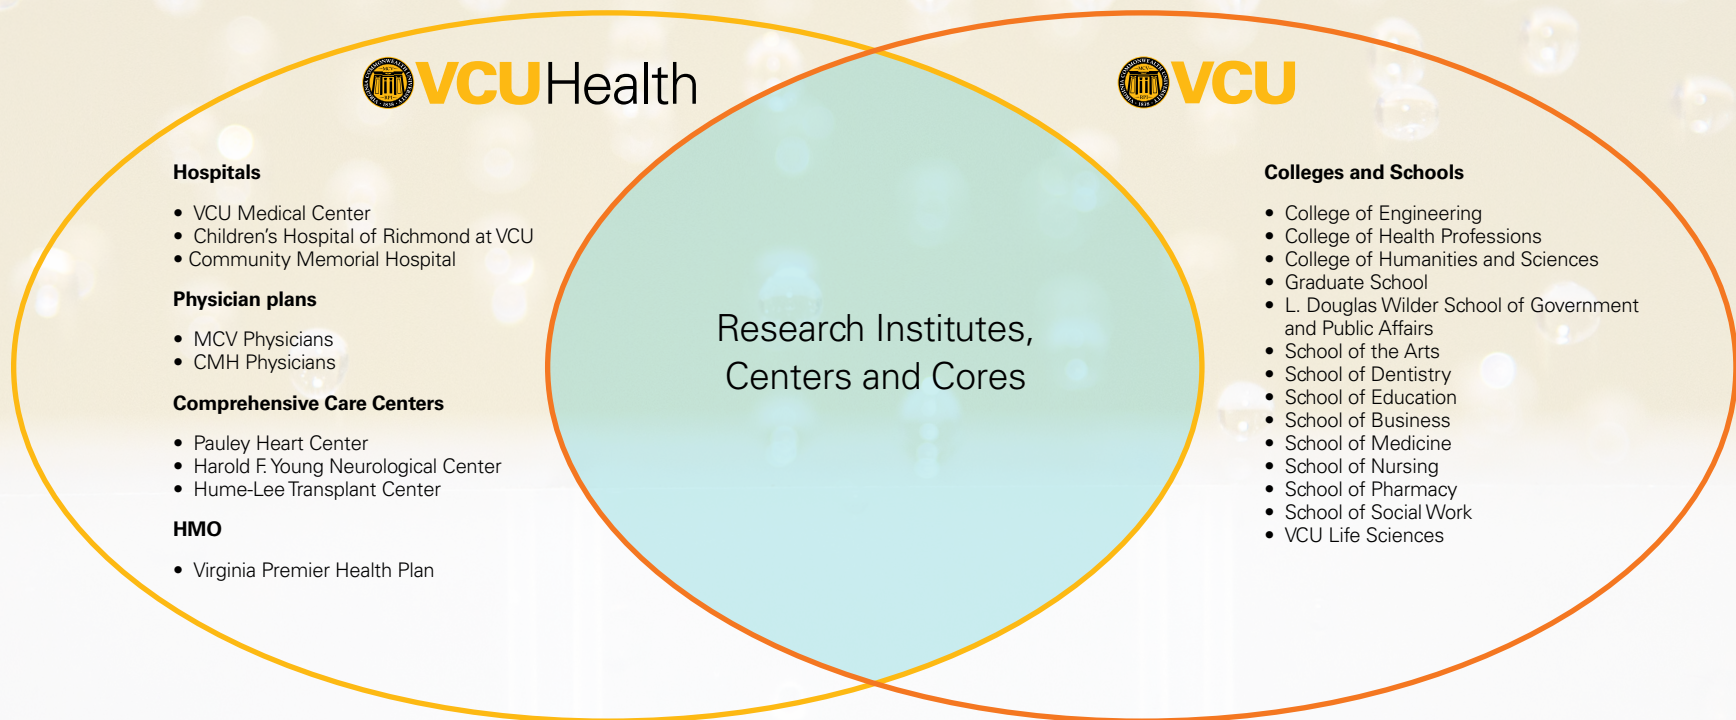 VCUHealth
Hospitals
• VCU Medical Center
• Children's Hospital of Richmond at VCU
• Community Memorial Hospital
Physician plans
• MCV Physicians
• CMH Physicians
Comprehensive Care Centers
• Pauley Heart Center
• Harold F. Young Neurological Center
• Hume-Lee Transplant Center
HMO
• Virginia Premier Health Plan
Research Institutes,
Centers and Cores
VCU
Colleges and Schools
• College of Engineering
• College of Health Professions
• College of Humanities and Sciences
• Graduate School
• L. Douglas Wilder School of Government
and Public Affairs
• School of the Arts
• School of Dentistry
• School of Education
• School of Business
• School of Medicine
• School of Nursing
• School of Pharmacy
• School of Social Work
• VCU Life Sciences